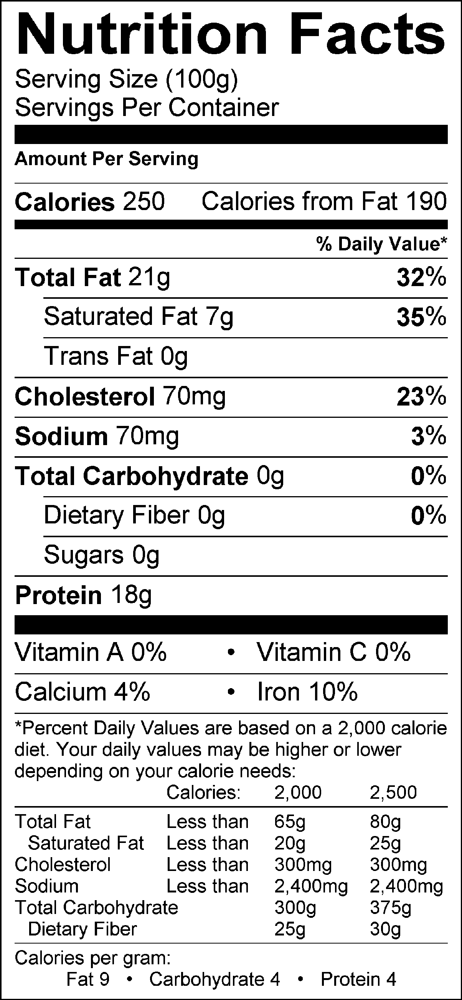 Nutrition Facts
Serving Size (100g)
Servings Per Container
Amount Per Serving
Calories 250 Calories from Fat 190
% Daily Value*
Total Fat 21g 32%
Saturated Fat 7g 35%
Trans Fat 0g
Cholesterol 70mg 23%
Sodium 70mg 3%
Total Carbohydrate 0g 0%
Dietary Fiber 0g 0%
Sugars 0g
Protein 18g
Vitamin A 0% • Vitamin C 0%
Calcium 4% • Iron 10%
*Percent Daily Values are based on a 2,000 calorie
diet. Your daily values may be higher or lower
depending on your calorie needs:
Calories: 2,000 2,500
Total Fat Less than 65g 80g
Saturated Fat Less than 20g 25g
Cholesterol Less than 300mg 300mg
Sodium Less than 2,400mg 2,400mg
Total Carbohydrate 300g 375g
Dietary Fiber 25g 30g
Calories per gram:
Fat 9 • Carbohydrate 4 • Protein 4